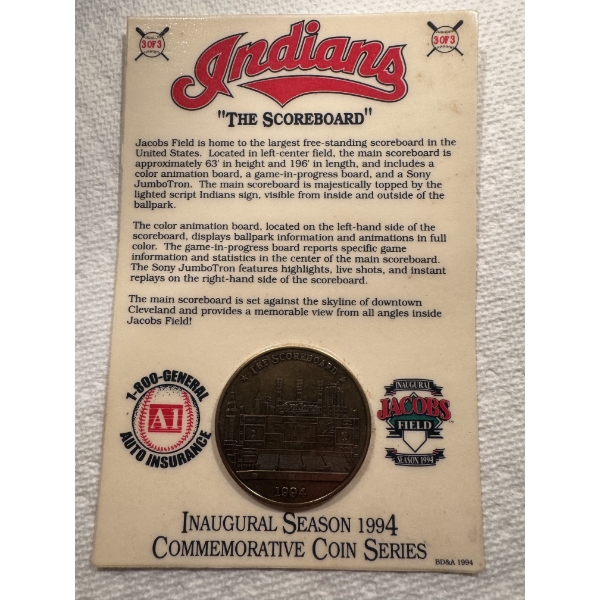 3 OF 3
Indians
3 OF 3
"THE SCOREBOARD"
Jacobs Field is home to the largest free-standing scoreboard in the
United States. Located in left-center field, the main scoreboard is
approximately 63' in height and 196' in length, and includes a
color animation board, a game-in-progress board, and a Sony
JumboTron. The main scoreboard is majestically topped by the
lighted script Indians sign, visible from inside and outside of the
ballpark.
The color animation board, located on the left-hand side of the
scoreboard, displays ballpark information and animations in full
color. The game-in-progress board reports specific game
information and statistics in the center of the main scoreboard.
The Sony JumboTron features highlights, live shots, and instant
replays on the right-hand side of the scoreboard.
The main scoreboard is set against the skyline of downtown
Cleveland and provides a memorable view from all angles inside
Jacobs Field!
1-800-GENERAL
A1
AUTO INSURANCE
★ THE SCOREBOARD ★
1994
INAUGURAL
JACOBS
FIELD
SEASON 1994
INAUGURAL SEASON 1994
COMMEMORATIVE COIN SERIES
BD&A 1994